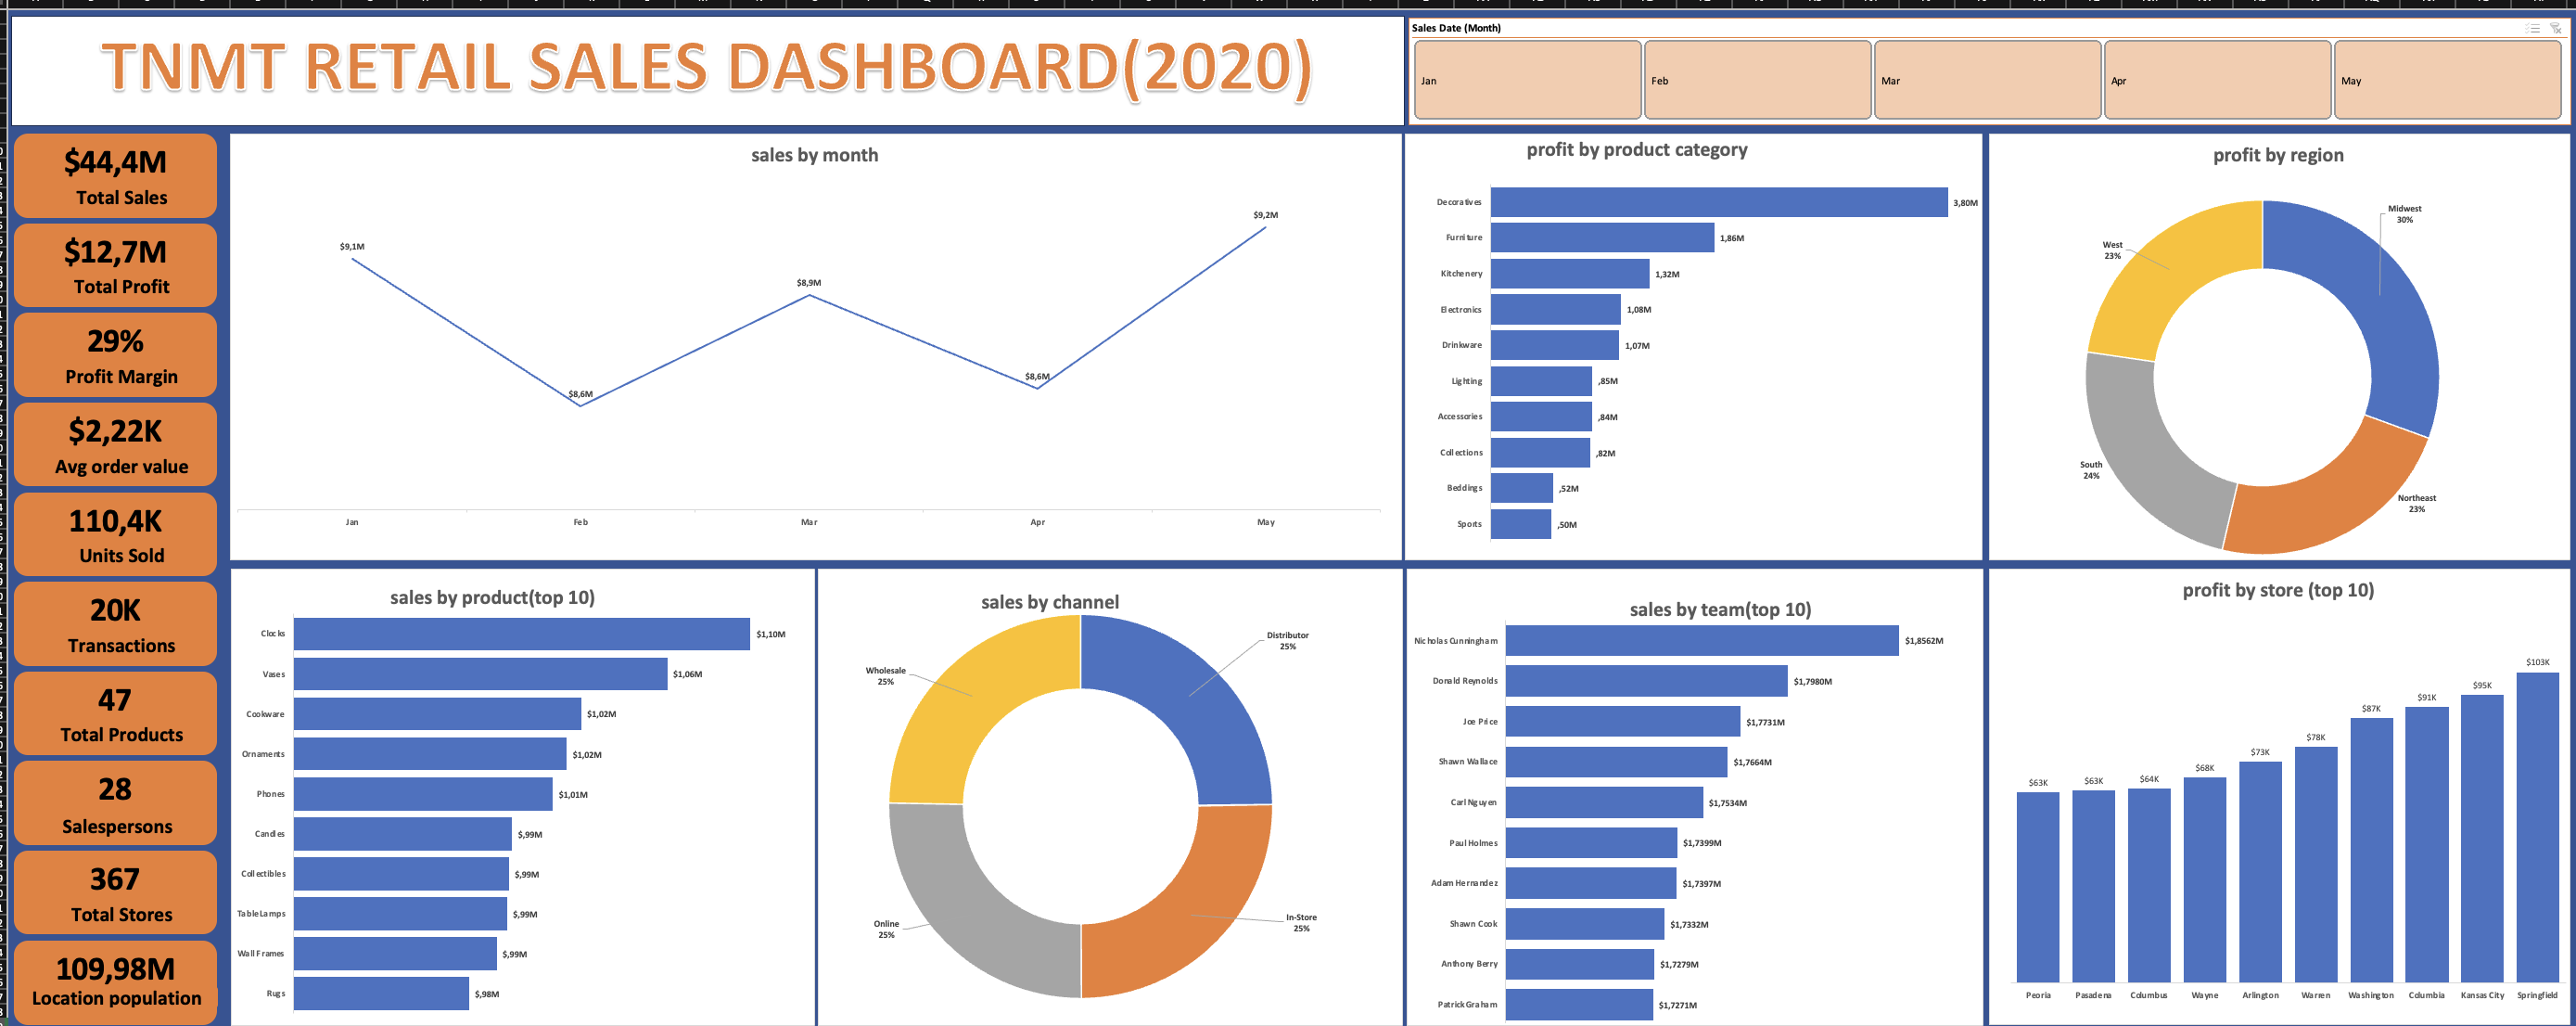 TNMT RETAIL SALES DASHBOARD(2020)
Sales Date (Month)
Jan
Feb
Mar
Apr
May
$44,4M
Total Sales
$12,7M
Total Profit
29%
Profit Margin
$2,22K
Avg order value
110,4K
Units Sold
20K
Transactions
47
Total Products
28
Salespersons
367
Total Stores
109,98M
Location population
sales by month
$9,1M
$8,6M
$8,9M
$8,6M
$9,2M
Jan
Feb
Mar
Apr
May
profit by product category
Decoratives 3,80M
Furniture 1,86M
Kitchenery 1,32M
Electronics 1,08M
Drinkware 1,07M
Lighting ,85M
Accessories ,84M
Collections ,82M
Beddings ,52M
Sports ,50M
profit by region
Midwest
30%
West
23%
South
24%
Northeast
23%
sales by product(top 10)
Clocks $1,10M
Vases $1,06M
Cookware $1,02M
Ornaments $1,02M
Phones $1,01M
Candles $,99M
Collectibles $,99M
Table Lamps $,99M
Wall Frames $,99M
Rugs $,98M
sales by channel
Distributor
25%
Wholesale
25%
Online
25%
In-Store
25%
sales by team(top 10)
Nicholas Cunningham $1,8562M
Donald Reynolds $1,7980M
Joe Price $1,7731M
Shawn Wallace $1,7664M
Carl Nguyen $1,7534M
Paul Holmes $1,7399M
Adam Hernandez $1,7397M
Shawn Cook $1,7332M
Anthony Berry $1,7279M
Patrick Graham $1,7271M
profit by store (top 10)
$63K
$63K
$64K
$68K
$73K
$78K
$87K
$91K
$95K
$103K
Peoria
Pasadena
Columbus
Wayne
Arlington
Warren
Washington
Columbia
Kansas City
Springfield